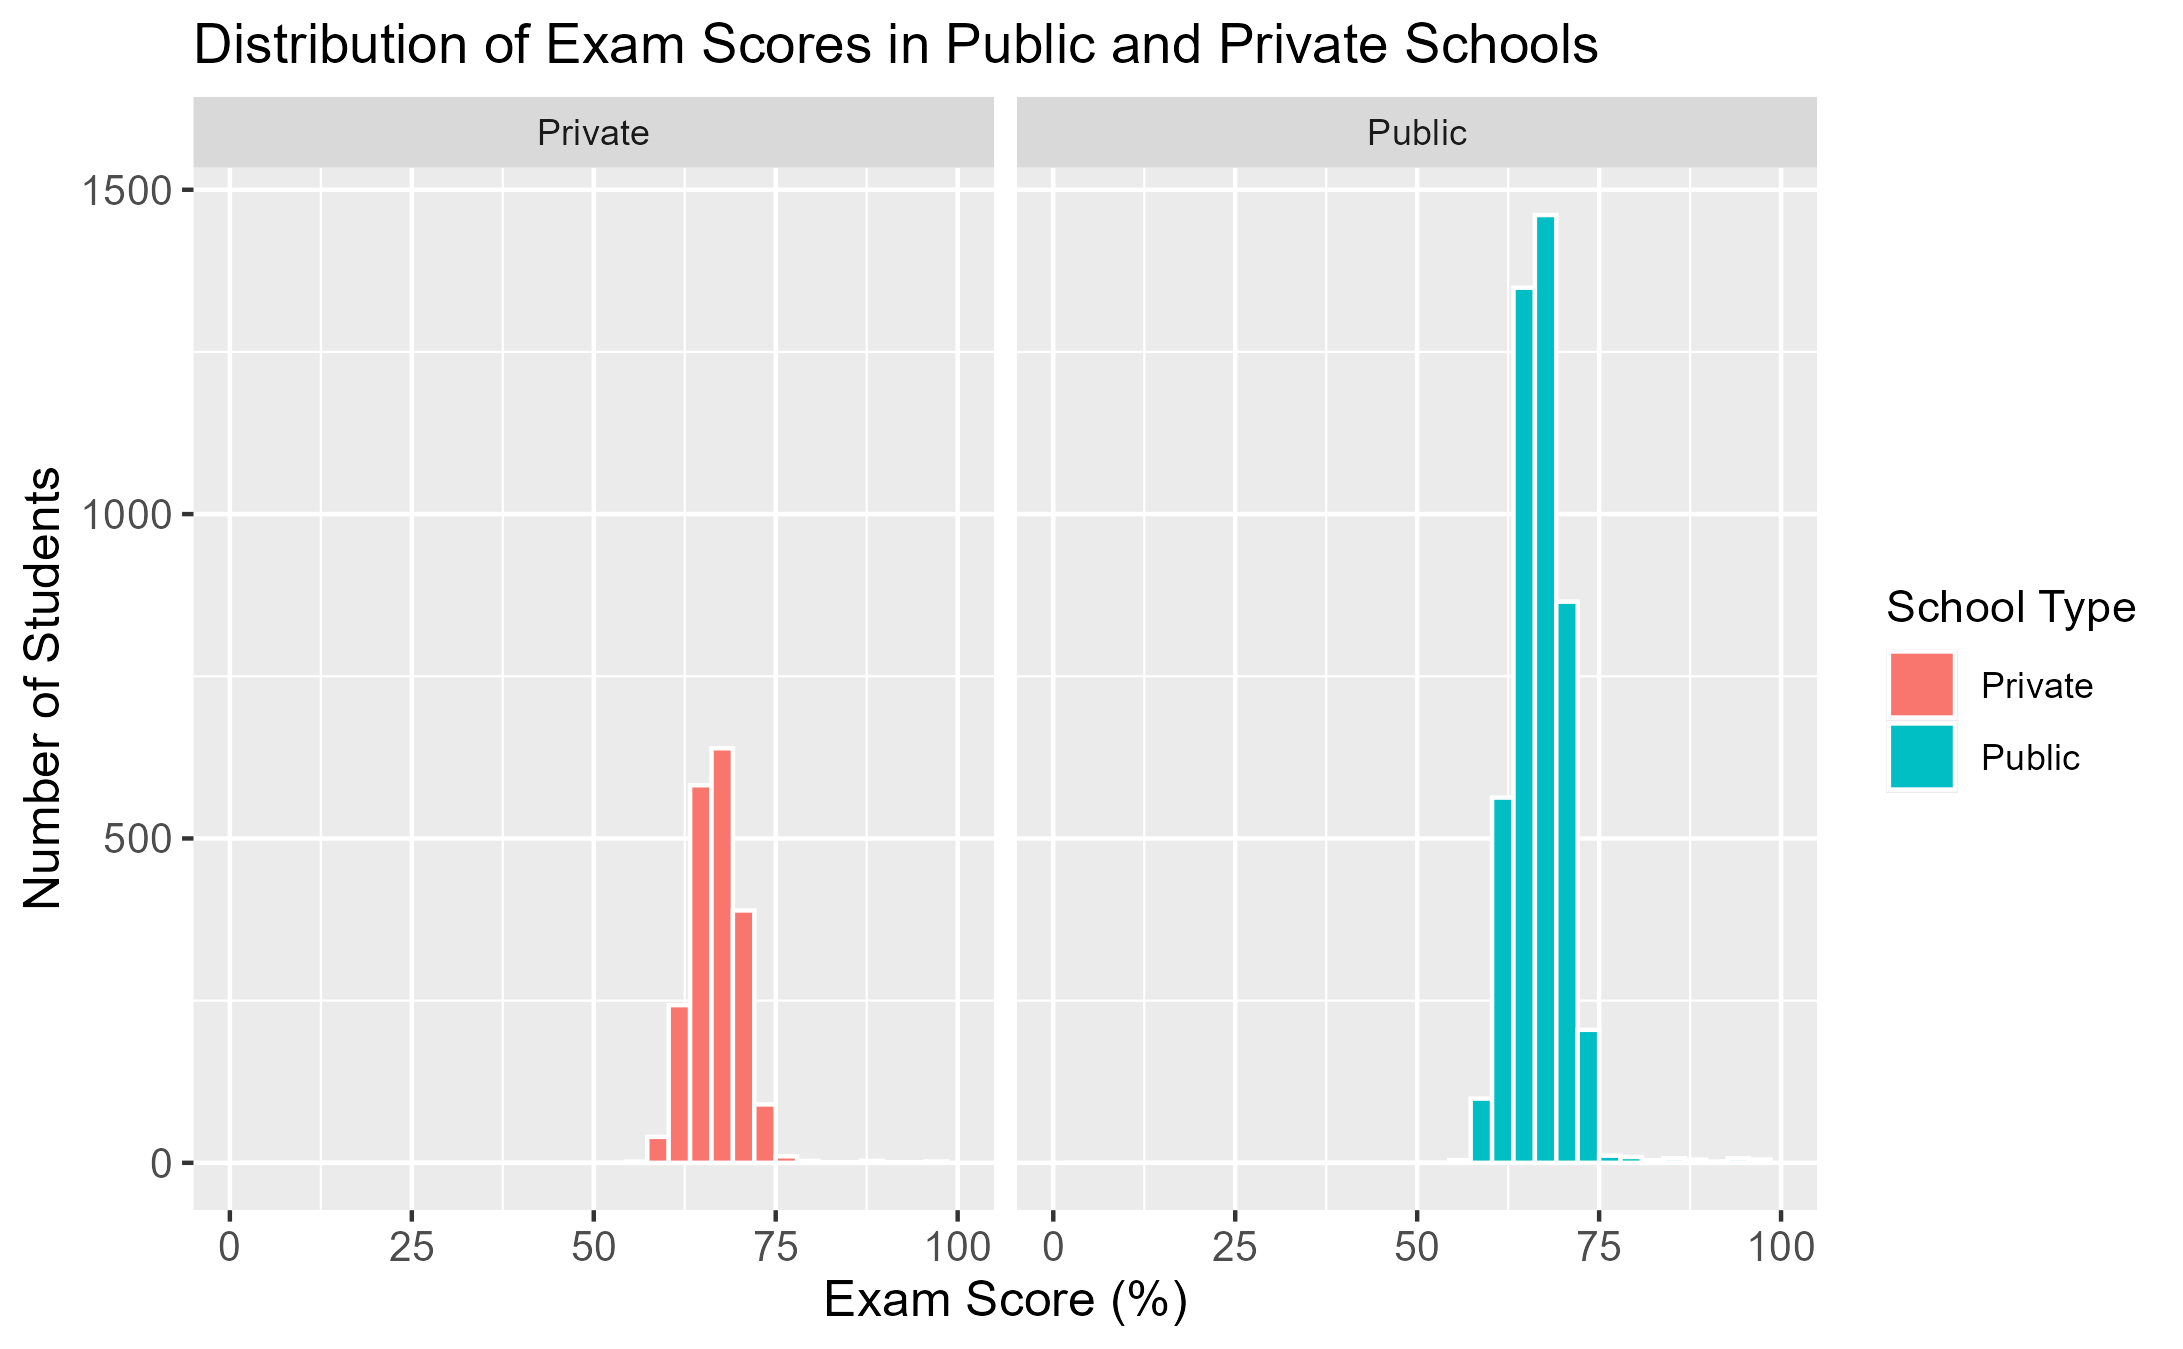 Distribution of Exam Scores in Public and Private Schools
Private
Public
1500
1000
500
0
Number of Students
0 25 50 75 100
0 25 50 75 100
Exam Score (%)
School Type
Private
Public